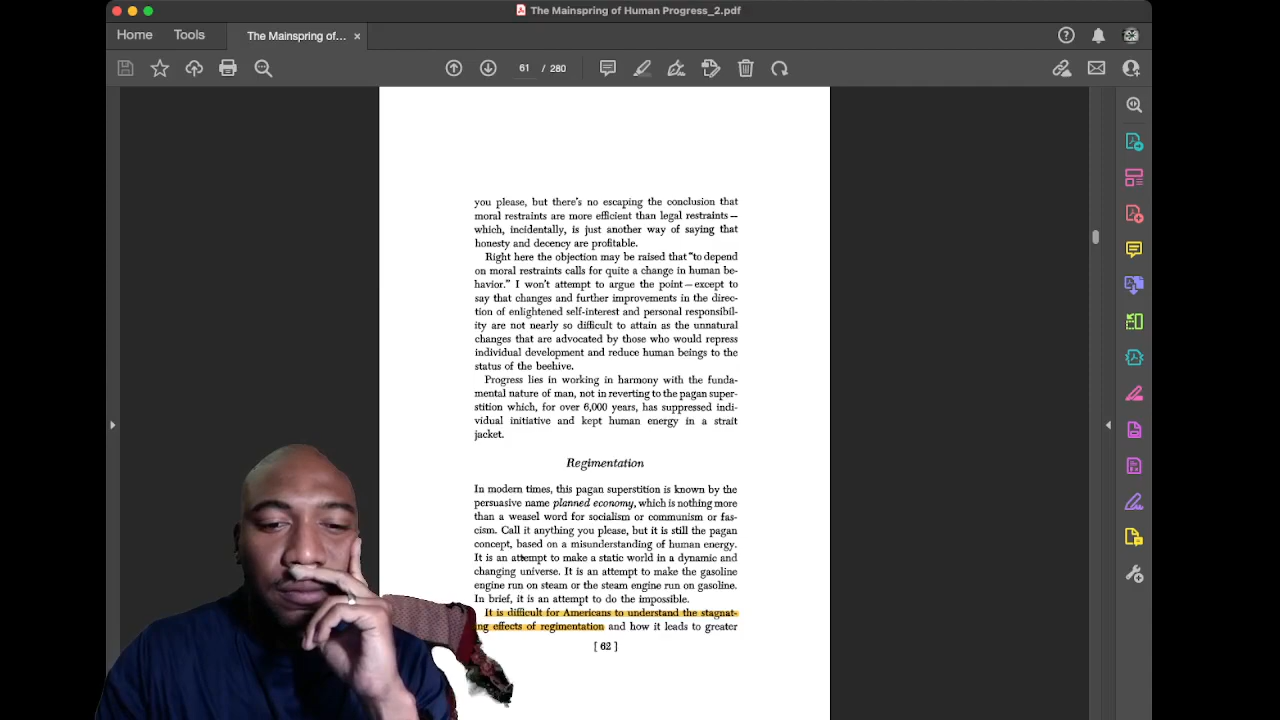 The Mainspring of Human Progress_2.pdf
Home
Tools
The Mainspring of... ×
61 / 280
you please, but there's no escaping the conclusion that
moral restraints are more efficient than legal restraints —
which, incidentally, is just another way of saying that
honesty and decency are profitable.
Right here the objection may be raised that "to depend
on moral restraints calls for quite a change in human be-
havior." I won't attempt to argue the point — except to
say that changes and further improvements in the direc-
tion of enlightened self-interest and personal responsibil-
ity are not nearly so difficult to attain as the unnatural
changes that are advocated by those who would repress
individual development and reduce human beings to the
status of the beehive.
Progress lies in working in harmony with the funda-
mental nature of man, not in reverting to the pagan super-
stition which, for over 6,000 years, has suppressed indi-
vidual initiative and kept human energy in a strait
jacket.
Regimentation
In modern times, this pagan superstition is known by the
persuasive name planned economy, which is nothing more
than a weasel word for socialism or communism or fas-
cism. Call it anything you please, but it is still the pagan
concept, based on a misunderstanding of human energy.
It is an attempt to make a static world in a dynamic and
changing universe. It is an attempt to make the gasoline
engine run on steam or the steam engine run on gasoline.
In brief, it is an attempt to do the impossible.
It is difficult for Americans to understand the stagnat-
ing effects of regimentation and how it leads to greater
[ 62 ]